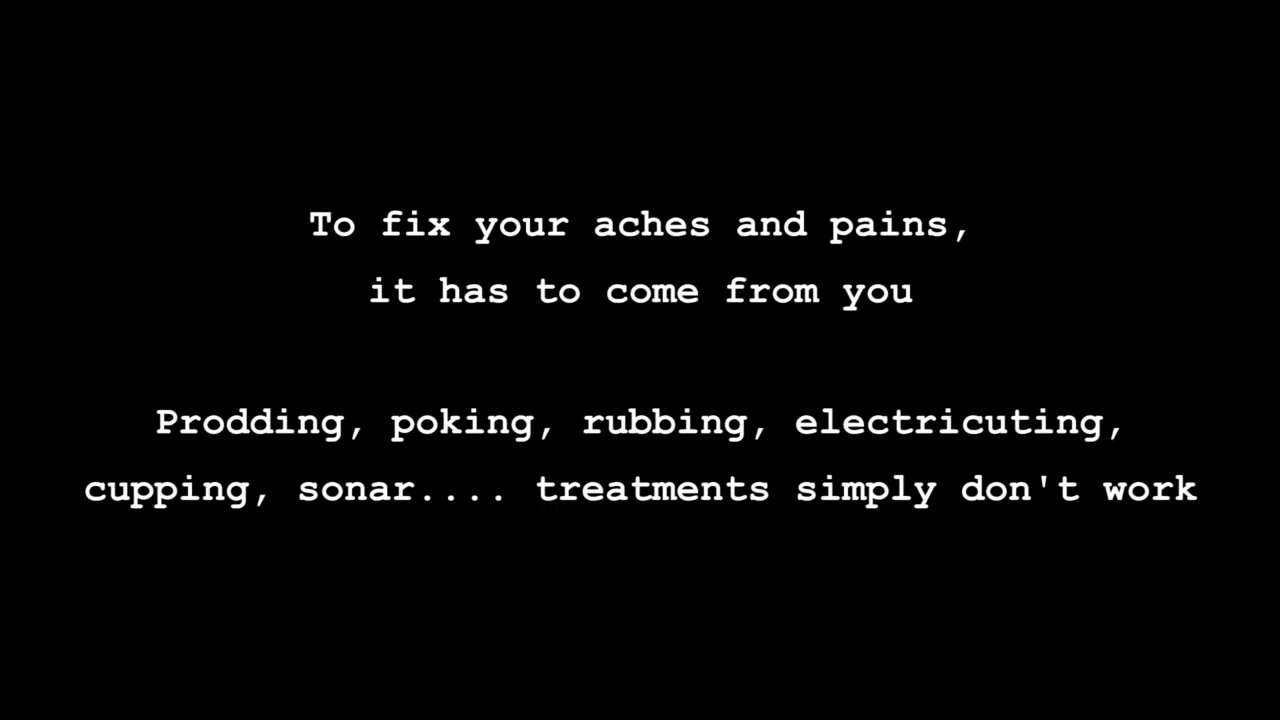 To fix your aches and pains,
it has to come from you
Prodding, poking, rubbing, electricuting,
cupping, sonar.... treatments simply don't work